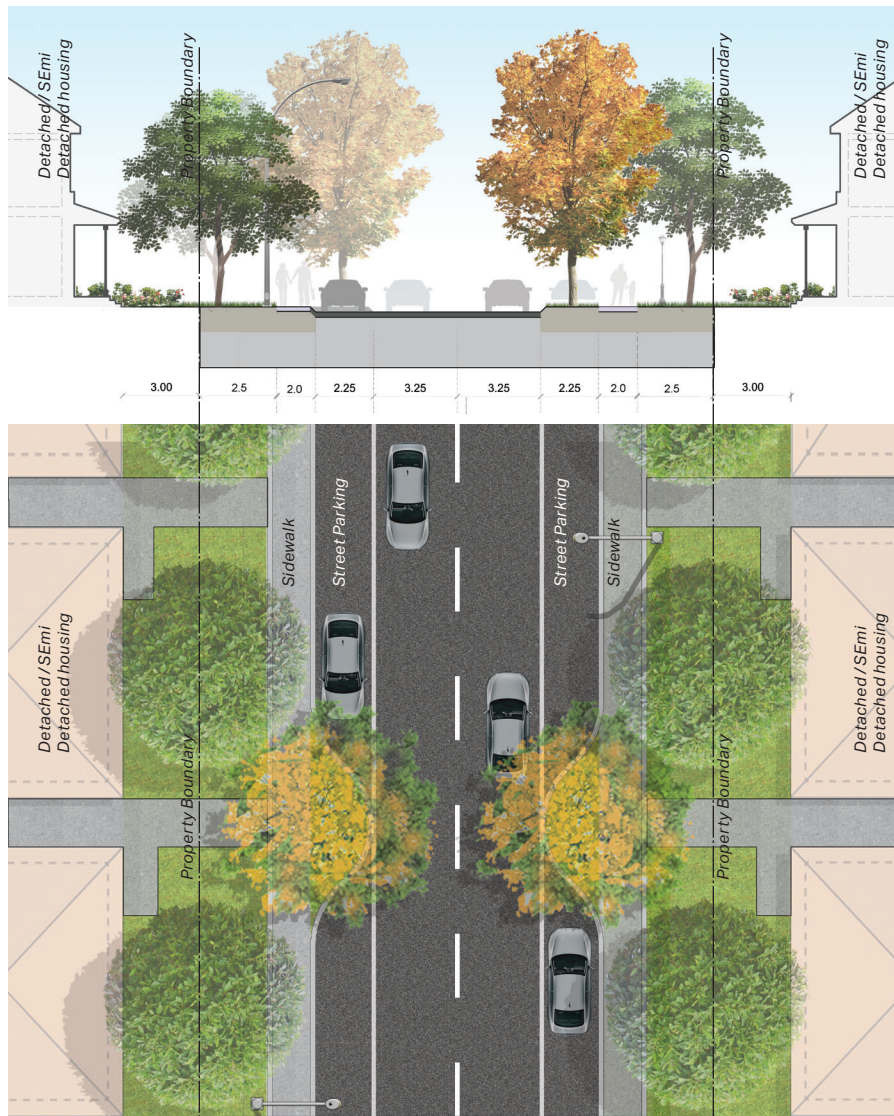 Detached / SEmi
Detached housing
Property Boundary
Property Boundary
Detached / SEmi
Detached housing
3.00
2.5
2.0
2.25
3.25
3.25
2.25
2.0
2.5
3.00
Sidewalk
Street Parking
Street Parking
Sidewalk
Detached / SEmi
Detached housing
Property Boundary
Property Boundary
Detached / SEmi
Detached housing